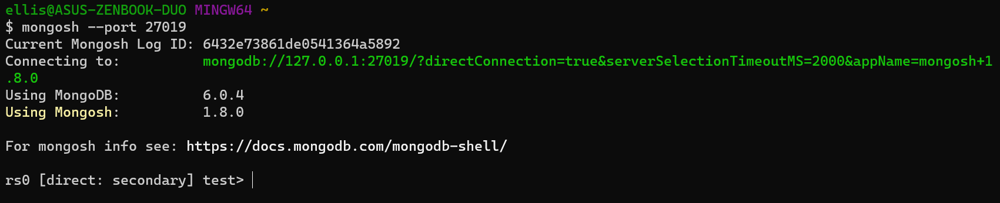 ellis@ASUS-ZENBOOK-DUO MINGW64 ~
$ mongosh --port 27019
Current Mongosh Log ID: 6432e73861de0541364a5892
Connecting to:          mongodb://127.0.0.1:27019/?directConnection=true&serverSelectionTimeoutMS=2000&appName=mongosh+1
.8.0
Using MongoDB:          6.0.4
Using Mongosh:          1.8.0
For mongosh info see: https://docs.mongodb.com/mongodb-shell/
rs0 [direct: secondary] test>